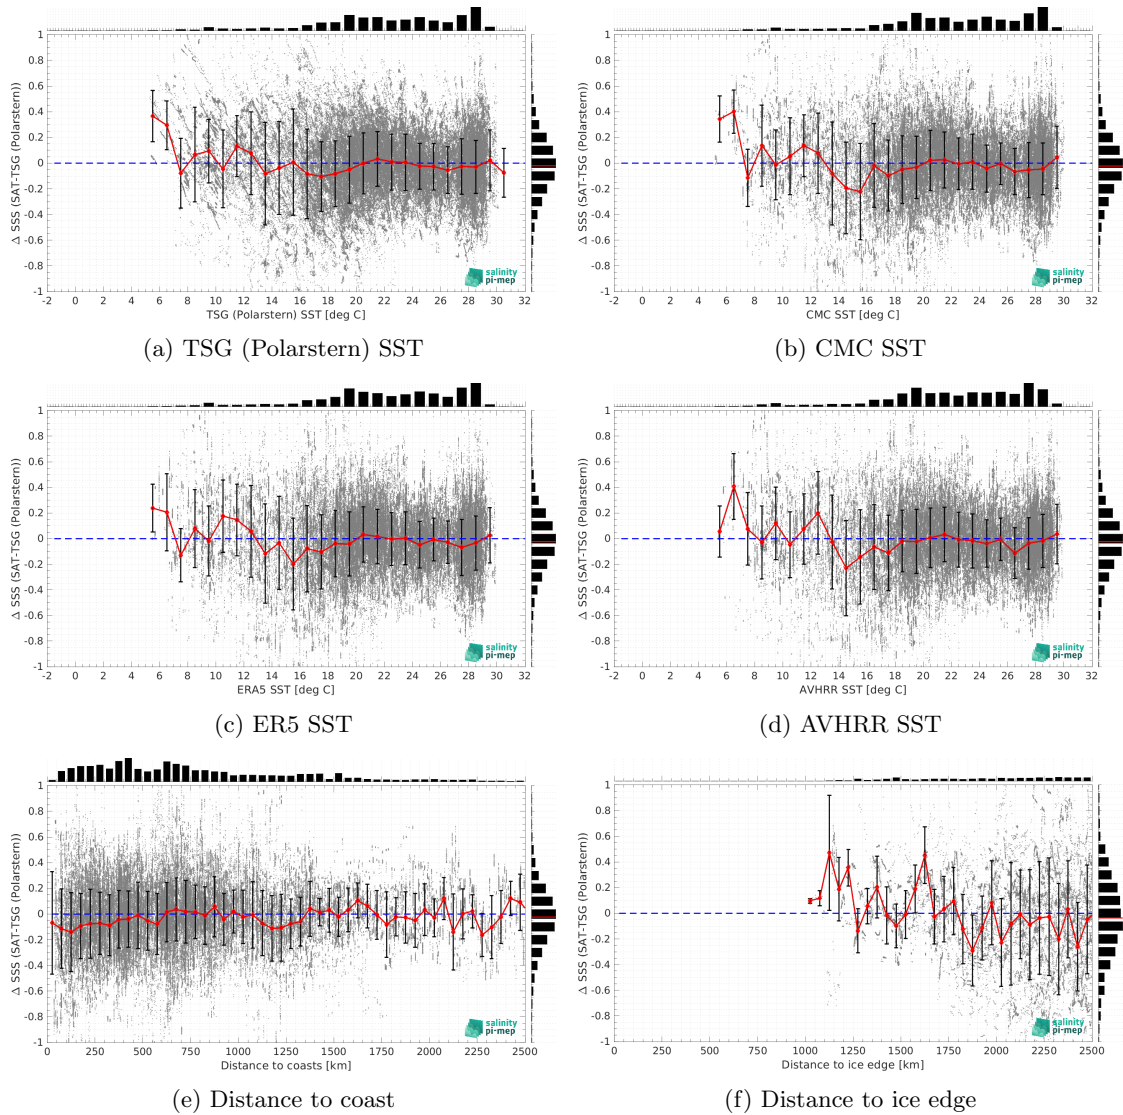 1
0.8
0.6
0.4
0.2
0
-0.2
-0.4
-0.6
-0.8
-1
Δ SSS (SAT-TSG (Polarstern))
-2 0 2 4 6 8 10 12 14 16 18 20 22 24 26 28 30 32
TSG (Polarstern) SST [deg C]
salinity
pi-mep
(a) TSG (Polarstern) SST
1
0.8
0.6
0.4
0.2
0
-0.2
-0.4
-0.6
-0.8
-1
Δ SSS (SAT-TSG (Polarstern))
-2 0 2 4 6 8 10 12 14 16 18 20 22 24 26 28 30 32
CMC SST [deg C]
salinity
pi-mep
(b) CMC SST
1
0.8
0.6
0.4
0.2
0
-0.2
-0.4
-0.6
-0.8
-1
Δ SSS (SAT-TSG (Polarstern))
-2 0 2 4 6 8 10 12 14 16 18 20 22 24 26 28 30 32
ERA5 SST [deg C]
salinity
pi-mep
(c) ER5 SST
1
0.8
0.6
0.4
0.2
0
-0.2
-0.4
-0.6
-0.8
-1
Δ SSS (SAT-TSG (Polarstern))
-2 0 2 4 6 8 10 12 14 16 18 20 22 24 26 28 30 32
AVHRR SST [deg C]
salinity
pi-mep
(d) AVHRR SST
1
0.8
0.6
0.4
0.2
0
-0.2
-0.4
-0.6
-0.8
-1
Δ SSS (SAT-TSG (Polarstern))
0 250 500 750 1000 1250 1500 1750 2000 2250 2500
Distance to coasts [km]
salinity
pi-mep
(e) Distance to coast
1
0.8
0.6
0.4
0.2
0
-0.2
-0.4
-0.6
-0.8
-1
Δ SSS (SAT-TSG (Polarstern))
0 250 500 750 1000 1250 1500 1750 2000 2250 2500
Distance to ice edge [km]
salinity
pi-mep
(f) Distance to ice edge